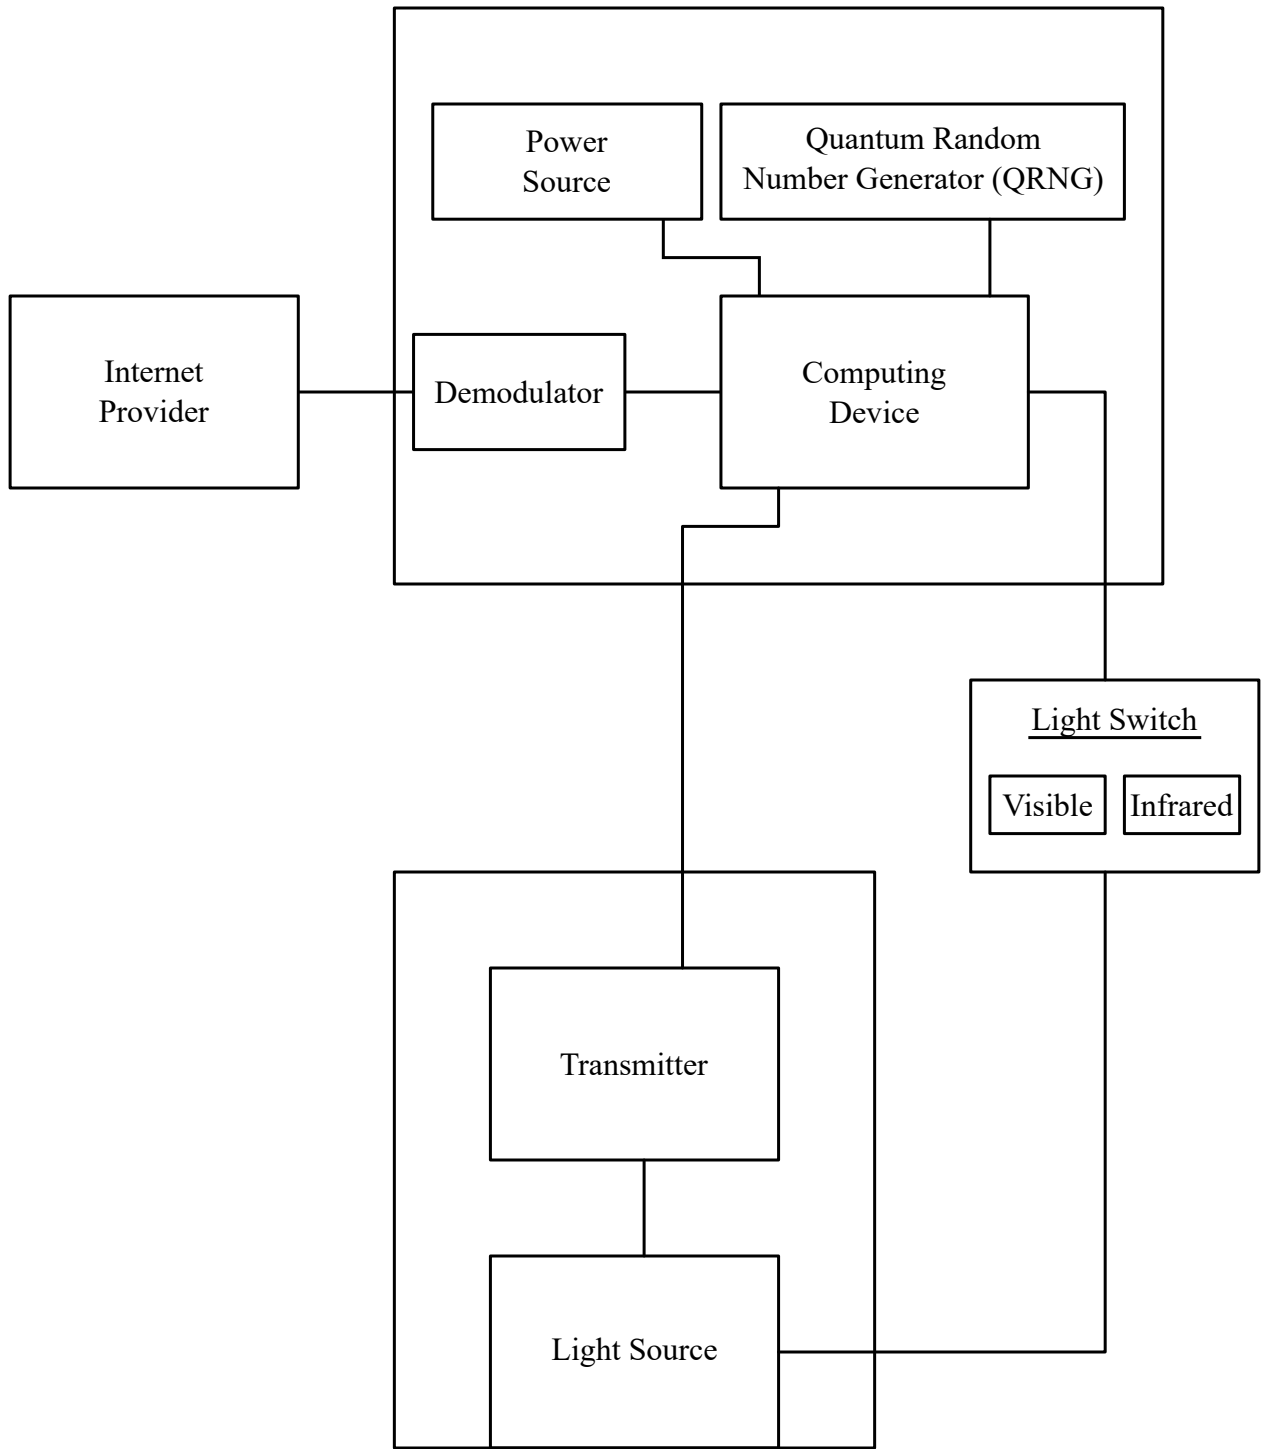 Power
Source
Quantum Random
Number Generator (QRNG)
Internet
Provider
Demodulator
Computing
Device
Light Switch
Visible
Infrared
Transmitter
Light Source